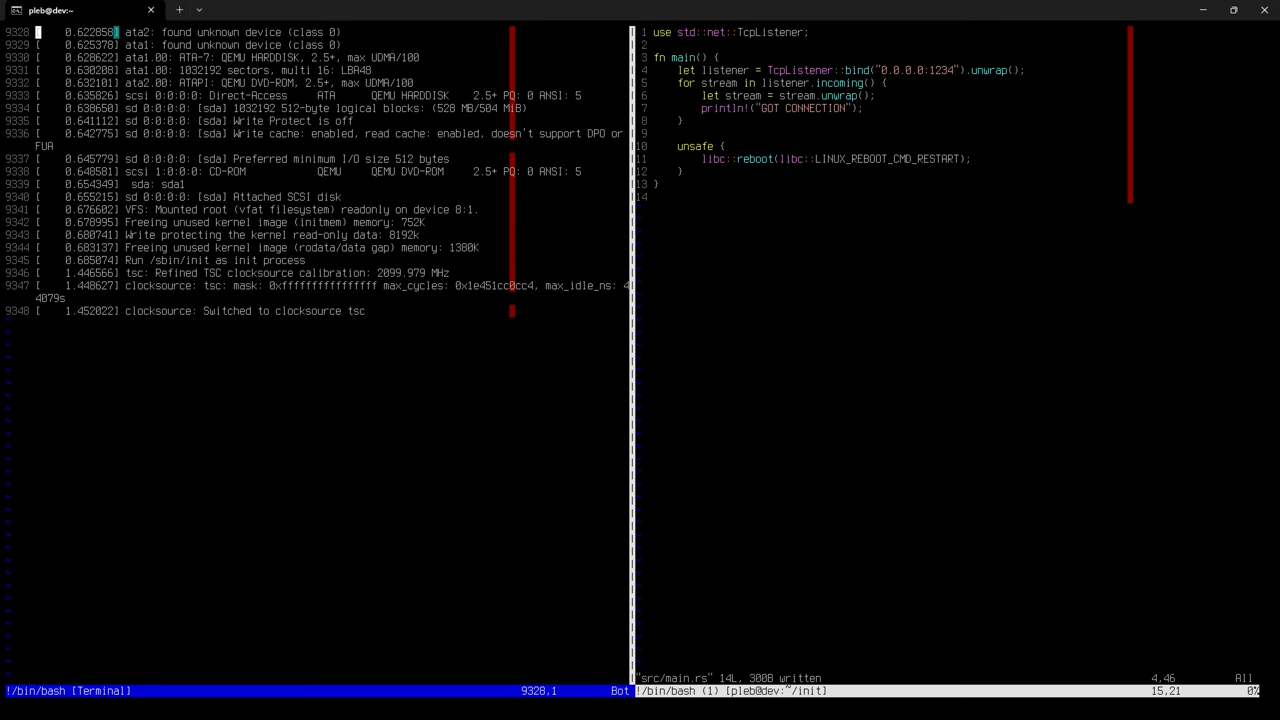 pleb@dev:~
9328 [    0.622858] ata2: found unknown device (class 0)
9329 [    0.625378] ata1: found unknown device (class 0)
9330 [    0.628622] ata1.00: ATA-7: QEMU HARDDISK, 2.5+, max UDMA/100
9331 [    0.630208] ata1.00: 1032192 sectors, multi 16: LBA48
9332 [    0.632101] ata2.00: ATAPI: QEMU DVD-ROM, 2.5+, max UDMA/100
9333 [    0.635826] scsi 0:0:0:0: Direct-Access     ATA      QEMU HARDDISK    2.5+ PQ: 0 ANSI: 5
9334 [    0.638650] sd 0:0:0:0: [sda] 1032192 512-byte logical blocks: (528 MB/504 MiB)
9335 [    0.641112] sd 0:0:0:0: [sda] Write Protect is off
9336 [    0.642775] sd 0:0:0:0: [sda] Write cache: enabled, read cache: enabled, doesn't support DPO or
FUA
9337 [    0.645779] sd 0:0:0:0: [sda] Preferred minimum I/O size 512 bytes
9338 [    0.648581] scsi 1:0:0:0: CD-ROM            QEMU     QEMU DVD-ROM     2.5+ PQ: 0 ANSI: 5
9339 [    0.654349]  sda: sda1
9340 [    0.655215] sd 0:0:0:0: [sda] Attached SCSI disk
9341 [    0.676602] VFS: Mounted root (vfat filesystem) readonly on device 8:1.
9342 [    0.678995] Freeing unused kernel image (initmem) memory: 752K
9343 [    0.680741] Write protecting the kernel read-only data: 8192k
9344 [    0.683137] Freeing unused kernel image (rodata/data gap) memory: 1380K
9345 [    0.685074] Run /sbin/init as init process
9346 [    1.446566] tsc: Refined TSC clocksource calibration: 2099.979 MHz
9347 [    1.448627] clocksource: tsc: mask: 0xffffffffffffffff max_cycles: 0x1e451cc0cc4, max_idle_ns: 4
4079s
9348 [    1.452022] clocksource: Switched to clocksource tsc
!/bin/bash [Terminal] 9328,1 Bot
1 use std::net::TcpListener;
2
3 fn main() {
4     let listener = TcpListener::bind("0.0.0.0:1234").unwrap();
5     for stream in listener.incoming() {
6         let stream = stream.unwrap();
7         println!("GOT CONNECTION");
8     }
9
10     unsafe {
11         libc::reboot(libc::LINUX_REBOOT_CMD_RESTART);
12     }
13 }
14
"src/main.rs" 14L, 300B written 4,46 All
!/bin/bash (1) [pleb@dev:~/init] 15,21 0%